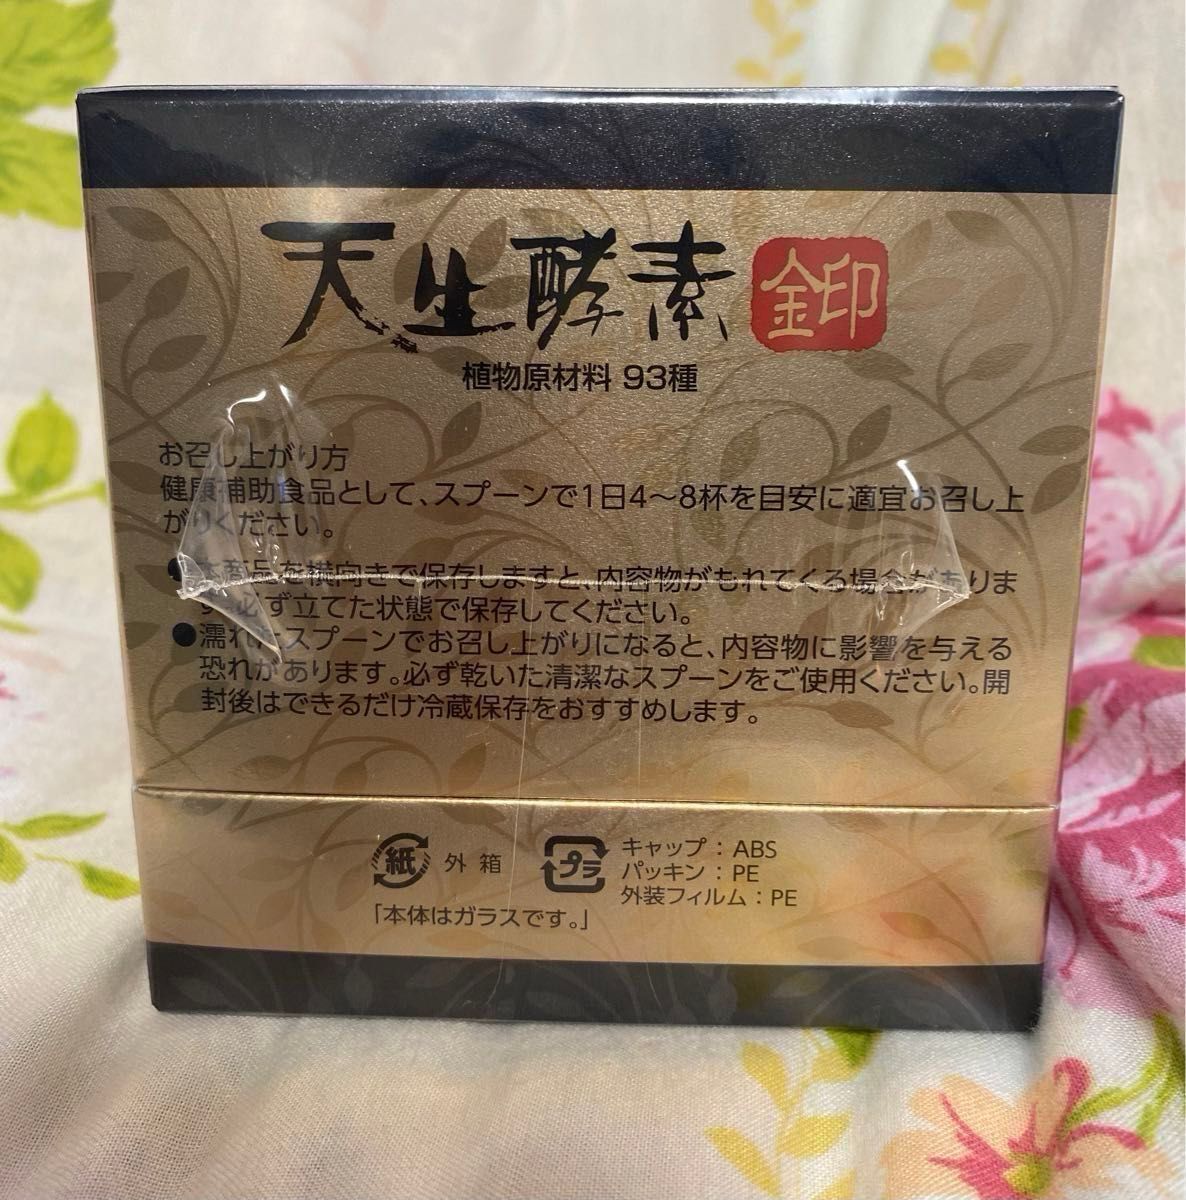 天生酵素 金印
植物原材料 93種
お召し上がり方
健康補助食品として、スプーンで1日4〜8杯を目安に適宜お召し上
がりください。
●本商品を横向きで保存しますと、内容物がもれてくる場合がありま
す。必ず立てた状態で保存してください。
●濡れたスプーンでお召し上がりになると、内容物に影響を与える
恐れがあります。必ず乾いた清潔なスプーンをご使用ください。開
封後はできるだけ冷蔵保存をおすすめします。
紙 外箱
プラ キャップ：ABS
パッキン：PE
外装フィルム：PE
「本体はガラスです。」